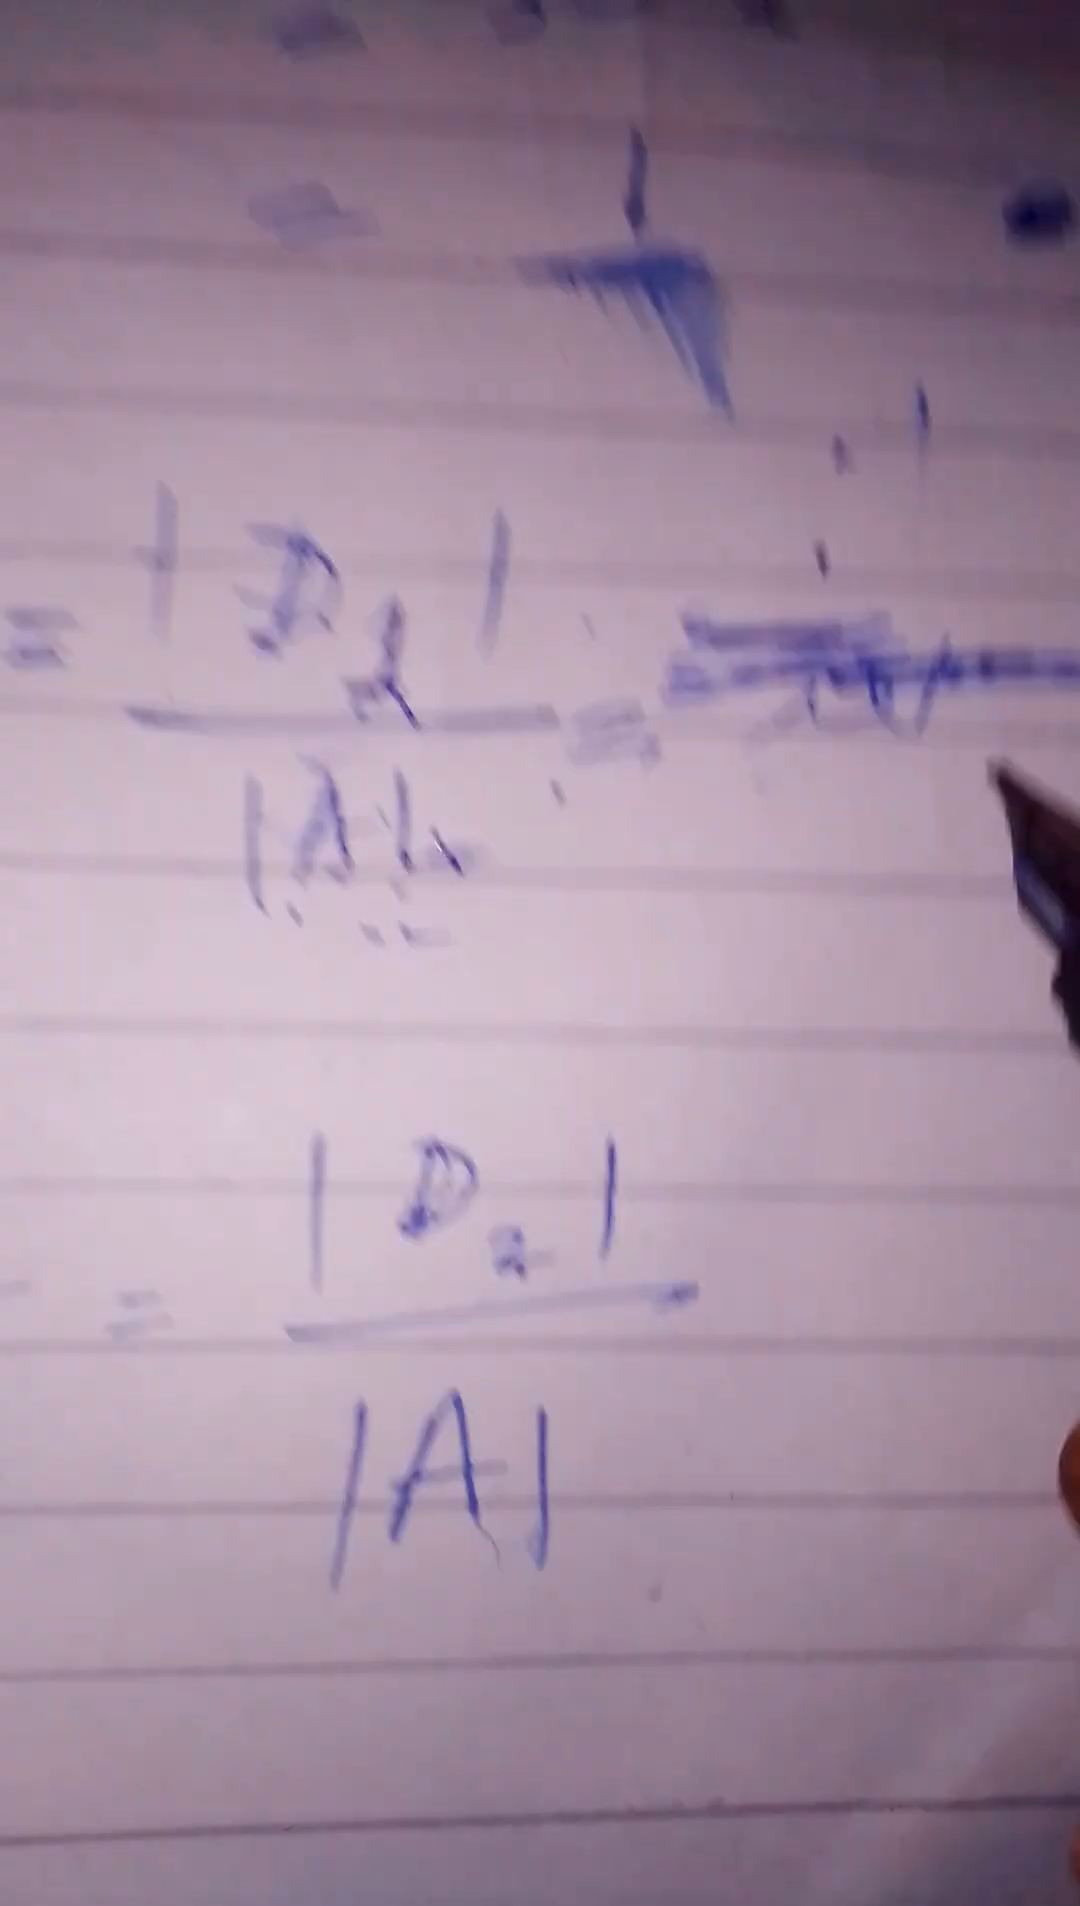 = |D1| =
|A|
= |D2|
|A|